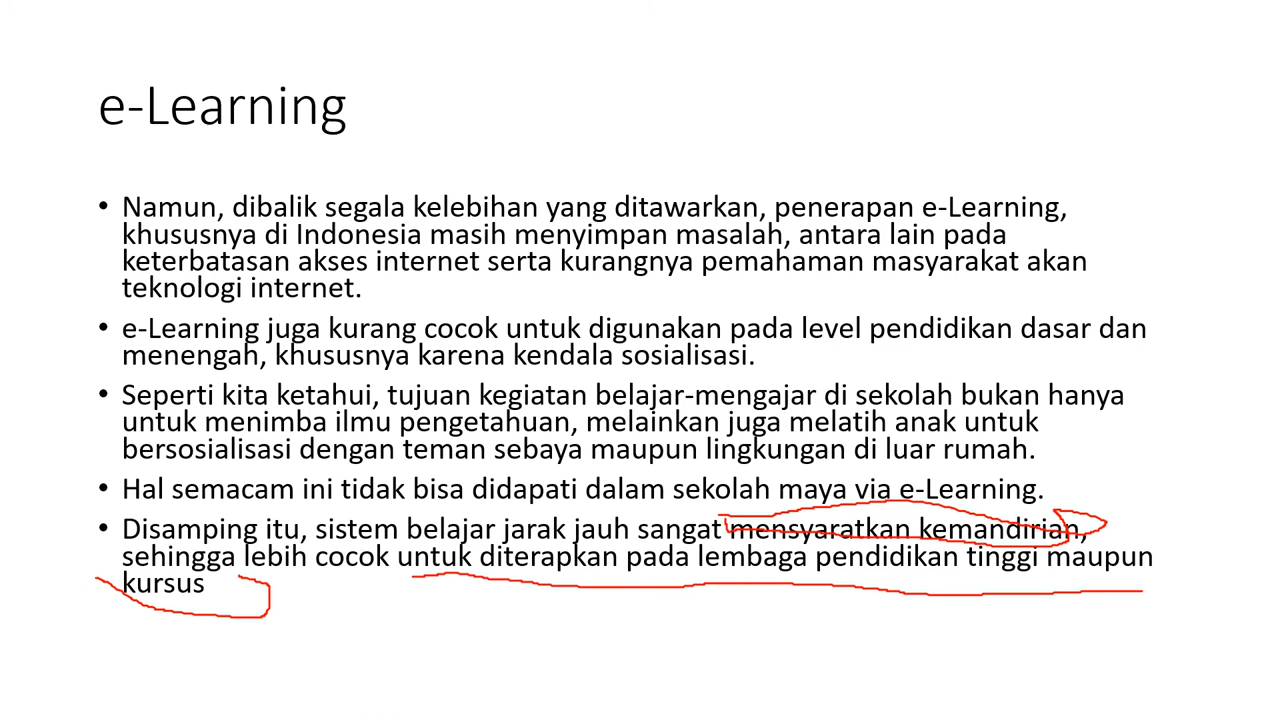 e-Learning
• Namun, dibalik segala kelebihan yang ditawarkan, penerapan e-Learning,
khususnya di Indonesia masih menyimpan masalah, antara lain pada
keterbatasan akses internet serta kurangnya pemahaman masyarakat akan
teknologi internet.
• e-Learning juga kurang cocok untuk digunakan pada level pendidikan dasar dan
menengah, khususnya karena kendala sosialisasi.
• Seperti kita ketahui, tujuan kegiatan belajar-mengajar di sekolah bukan hanya
untuk menimba ilmu pengetahuan, melainkan juga melatih anak untuk
bersosialisasi dengan teman sebaya maupun lingkungan di luar rumah.
• Hal semacam ini tidak bisa didapati dalam sekolah maya via e-Learning.
• Disamping itu, sistem belajar jarak jauh sangat mensyaratkan kemandirian,
sehingga lebih cocok untuk diterapkan pada lembaga pendidikan tinggi maupun
kursus